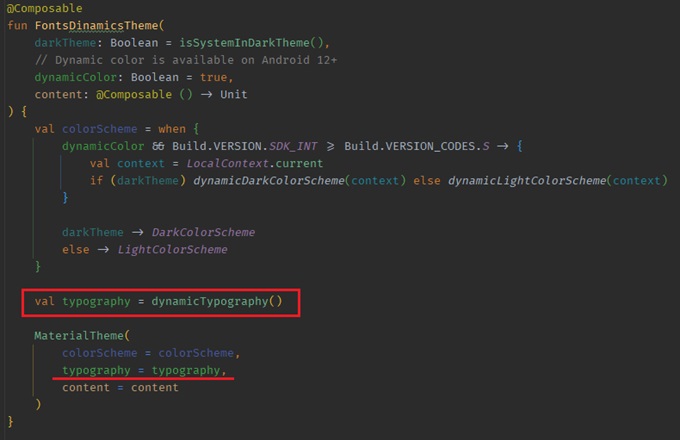 @Composable
fun FontsDinamicsTheme(
    darkTheme: Boolean = isSystemInDarkTheme(),
    // Dynamic color is available on Android 12+
    dynamicColor: Boolean = true,
    content: @Composable () → Unit
) {
    val colorScheme = when {
        dynamicColor && Build.VERSION.SDK_INT ≥ Build.VERSION_CODES.S → {
            val context = LocalContext.current
            if (darkTheme) dynamicDarkColorScheme(context) else dynamicLightColorScheme(context)
        }

        darkTheme → DarkColorScheme
        else → LightColorScheme
    }

    val typography = dynamicTypography()

    MaterialTheme(
        colorScheme = colorScheme,
        typography = typography,
        content = content
    )
}